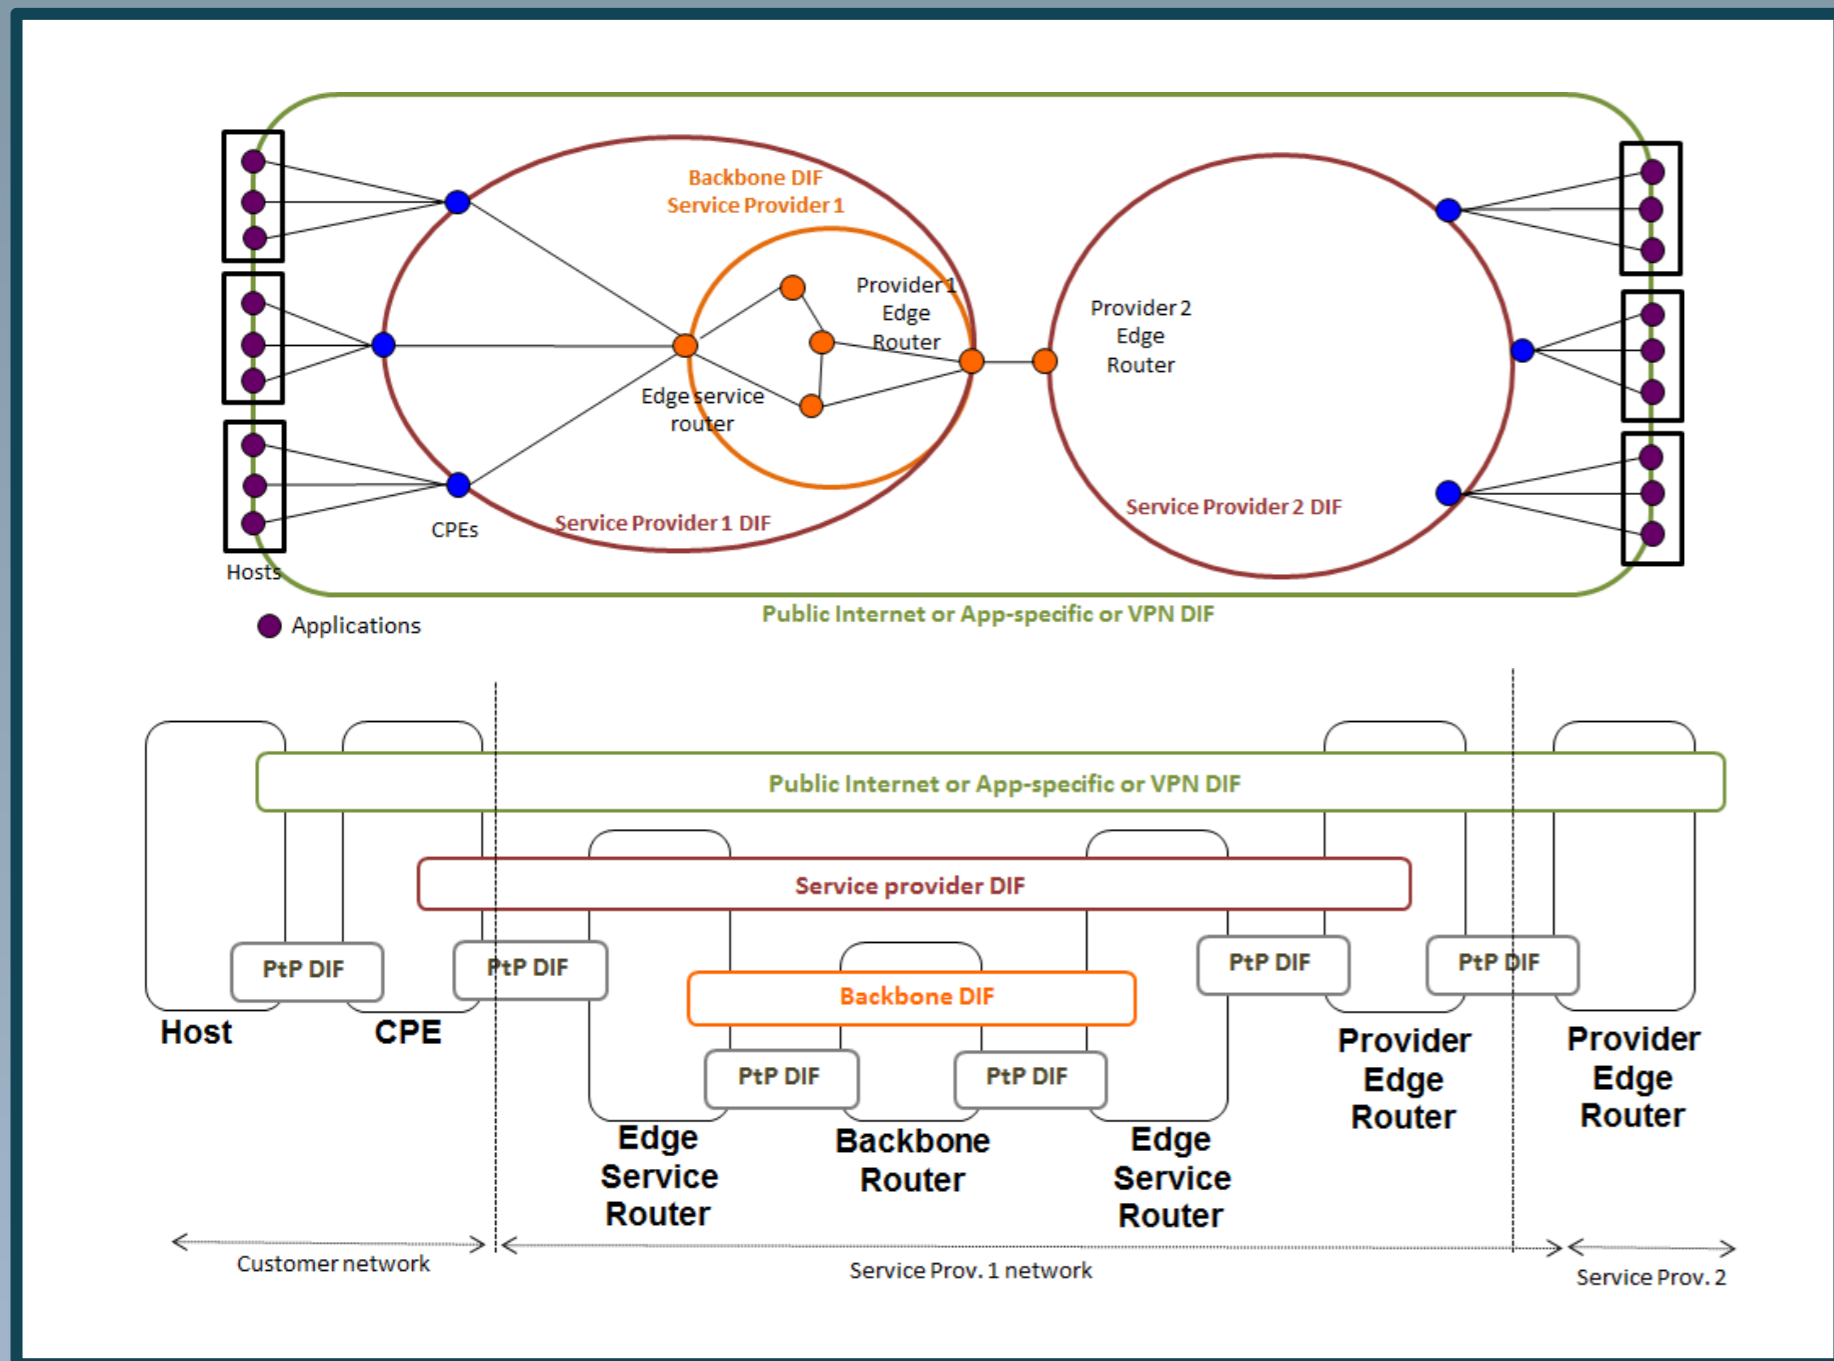 Backbone DIF
Service Provider 1
Provider 1
Edge
Router
Provider 2
Edge
Router
Edge service
router
CPEs
Service Provider 1 DIF
Service Provider 2 DIF
Hosts
Public Internet or App-specific or VPN DIF
Applications
Public Internet or App-specific or VPN DIF
Service provider DIF
PtP DIF
PtP DIF
PtP DIF
PtP DIF
Backbone DIF
Host
CPE
PtP DIF
PtP DIF
Provider
Edge
Router
Provider
Edge
Router
Edge
Service
Router
Backbone
Router
Edge
Service
Router
Customer network
Service Prov. 1 network
Service Prov. 2